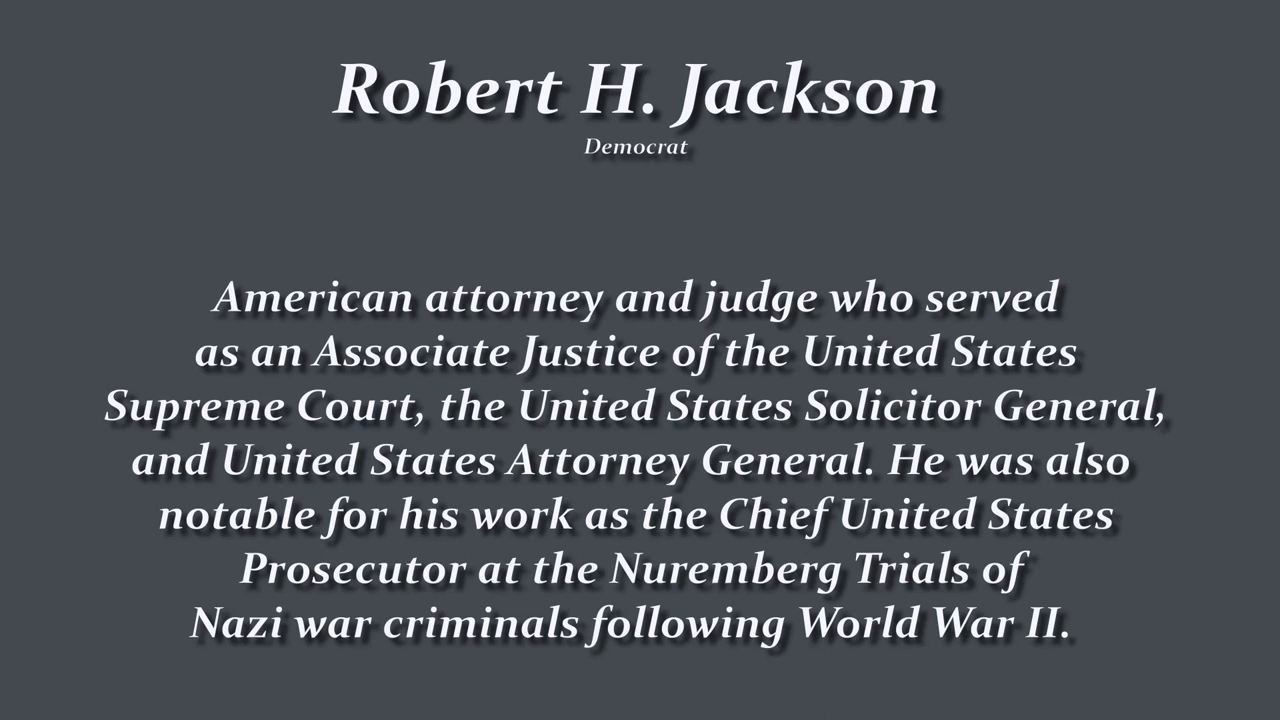 Robert H. Jackson
Democrat
American attorney and judge who served
as an Associate Justice of the United States
Supreme Court, the United States Solicitor General,
and United States Attorney General. He was also
notable for his work as the Chief United States
Prosecutor at the Nuremberg Trials of
Nazi war criminals following World War II.